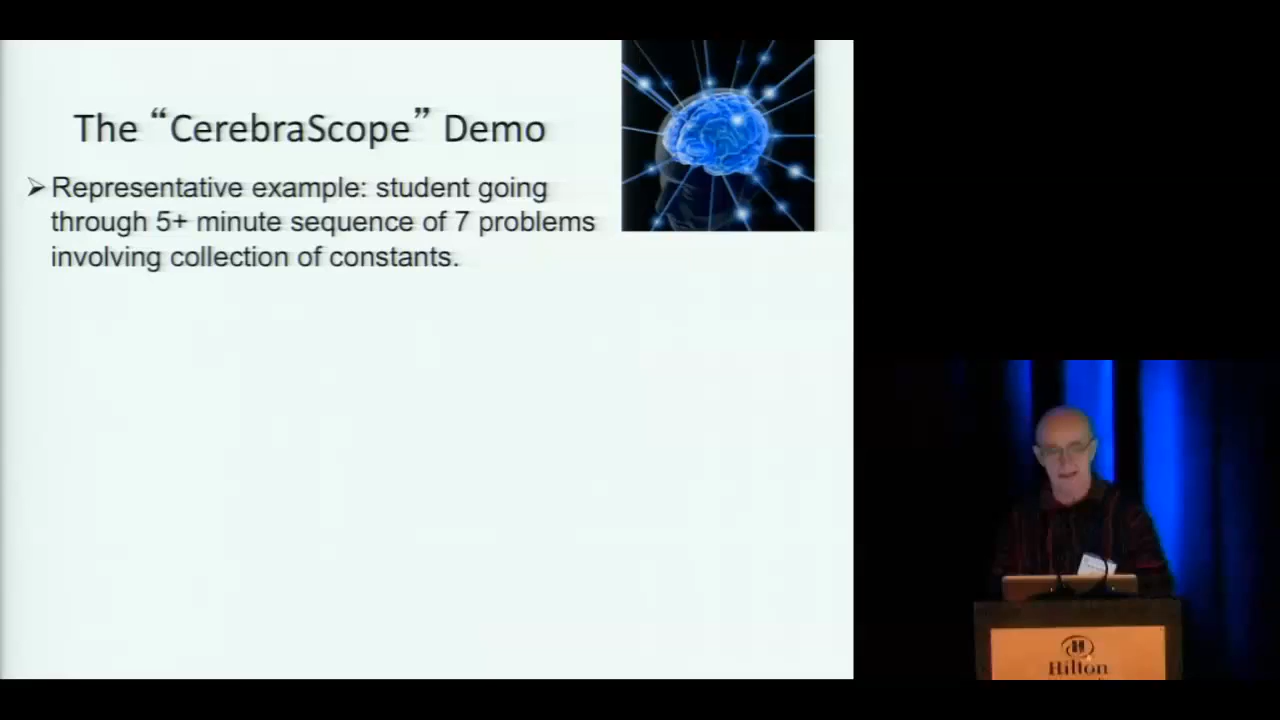 The “CerebraScope” Demo
➢ Representative example: student going
through 5+ minute sequence of 7 problems
involving collection of constants.
Hilton